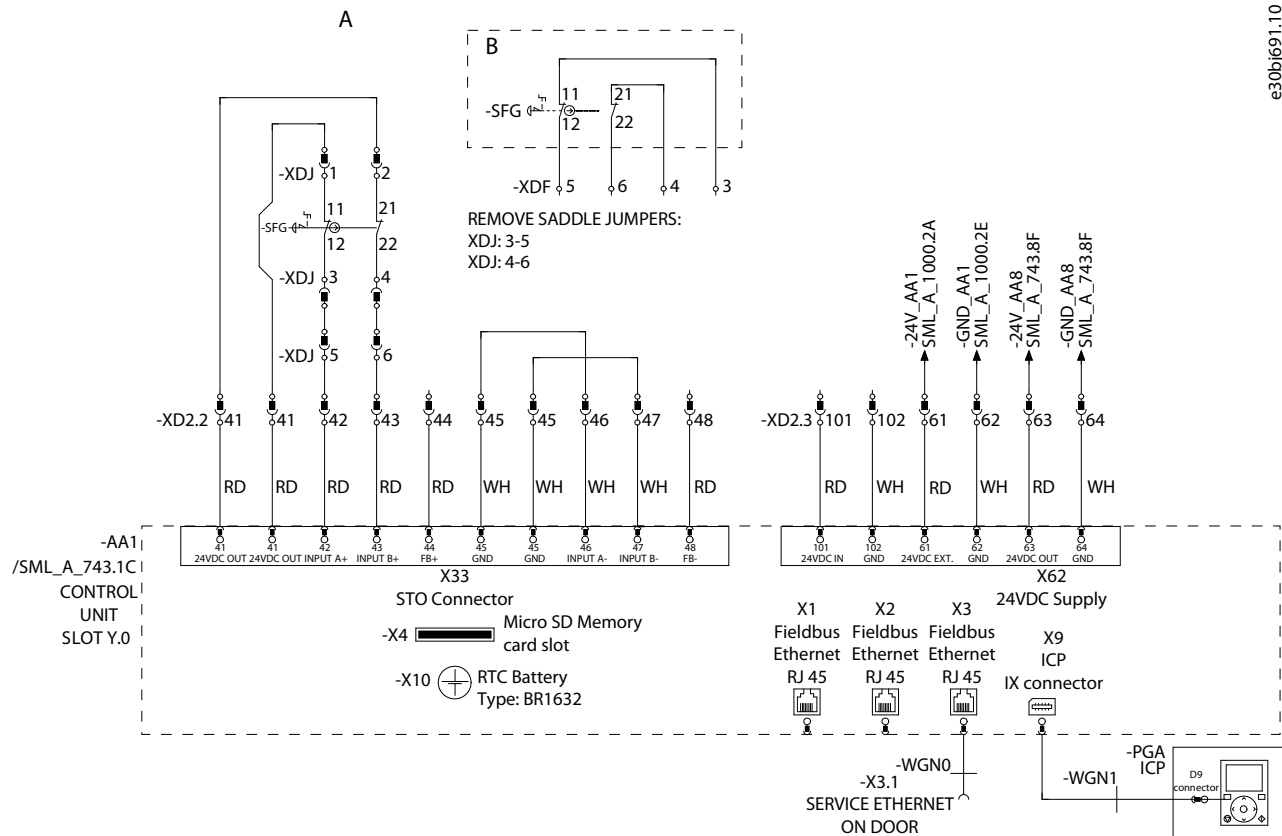 A
e30bj691.10
B
-SFG
11
12
21
22
-XDJ
1
2
-SFG
11
12
21
22
-XDJ
3
4
-XDJ
5
6
-XDF
5
6
4
3
REMOVE SADDLE JUMPERS:
XDJ: 3-5
XDJ: 4-6
-24V_AA1
SML_A_1000.2A
-GND_AA1
SML_A_1000.2E
-24V_AA8
SML_A_743.8F
-GND_AA8
SML_A_743.8F
-XD2.2 41 41 42 43 44 45 45 46 47 48
-XD2.3 101 102 61 62 63 64
RD RD RD RD RD WH WH WH WH RD
RD WH RD WH RD WH
41 41 42 43 44 45 45 46 47 48
24VDC OUT 24VDC OUT INPUT A+ INPUT B+ FB+ GND GND INPUT A- INPUT B- FB-
101 102 61 62 63 64
24VDC IN GND 24VDC EXT. GND 24VDC OUT GND
-AA1
/SML_A_743.1C
CONTROL
UNIT
SLOT Y.0
X33
STO Connector
X62
24VDC Supply
-X4
Micro SD Memory
card slot
-X10
RTC Battery
Type: BR1632
X1
Fieldbus
Ethernet
RJ 45
X2
Fieldbus
Ethernet
RJ 45
X3
Fieldbus
Ethernet
RJ 45
X9
ICP
IX connector
-WGN0
-X3.1
SERVICE ETHERNET
ON DOOR
-WGN1
-PGA
ICP
D9
connector